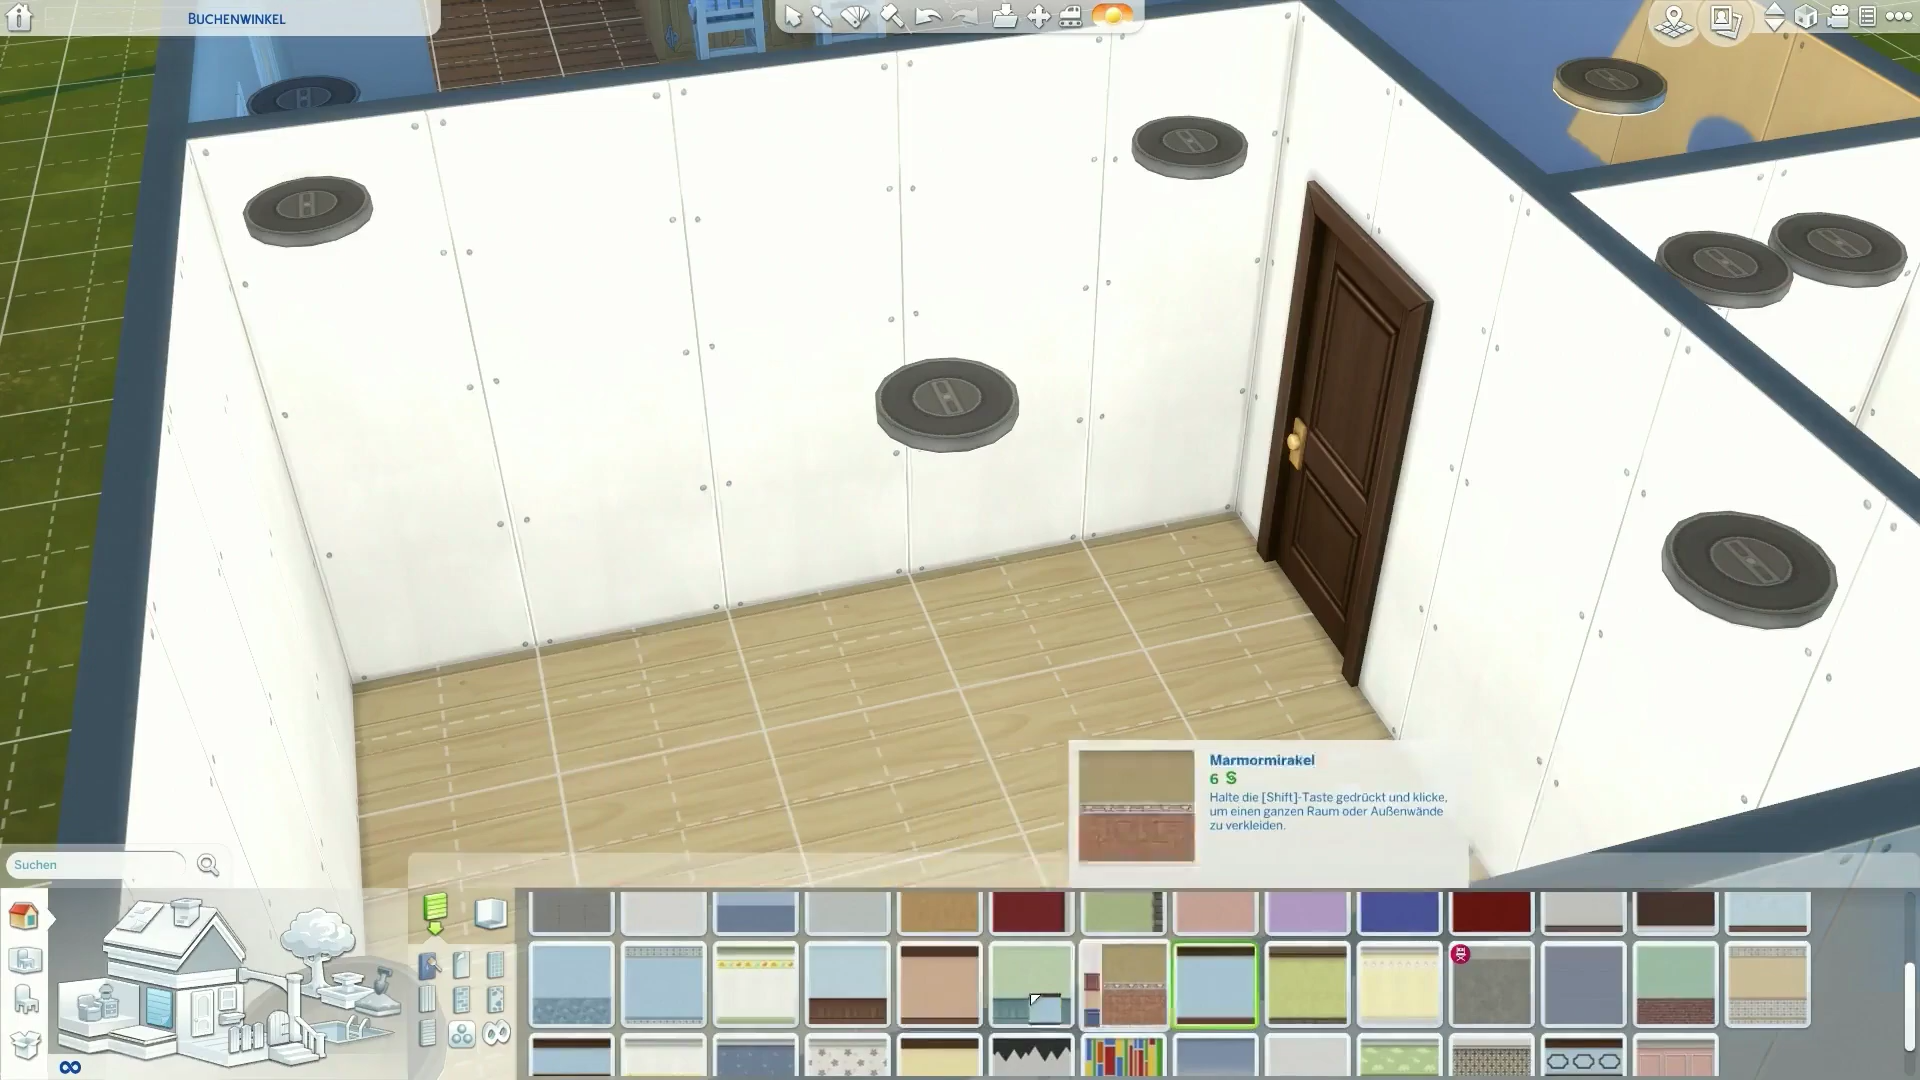 Buchenwinkel
Marmormirakel
6 S
Halte die [Shift]-Taste gedrückt und klicke,
um einen ganzen Raum oder Außenwände
zu verkleiden.
Suchen